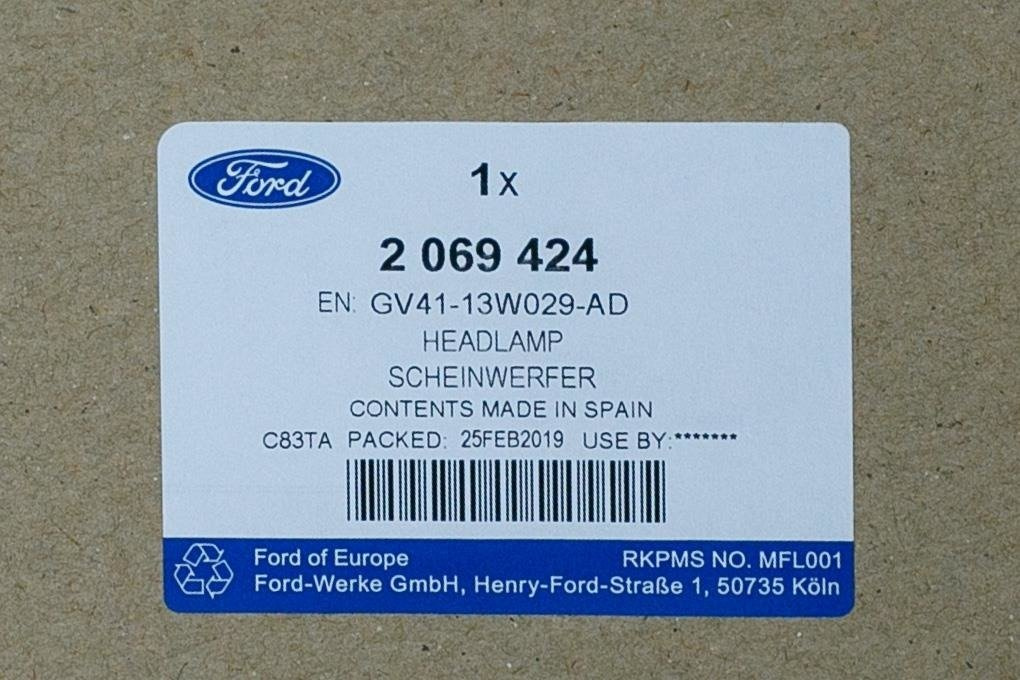 Ford
1x
2 069 424
EN: GV41-13W029-AD
HEADLAMP
SCHEINWERFER
CONTENTS MADE IN SPAIN
C83TA PACKED: 25FEB2019 USE BY:*******
Ford of Europe RKPMS NO. MFL001
Ford-Werke GmbH, Henry-Ford-Straße 1, 50735 Köln